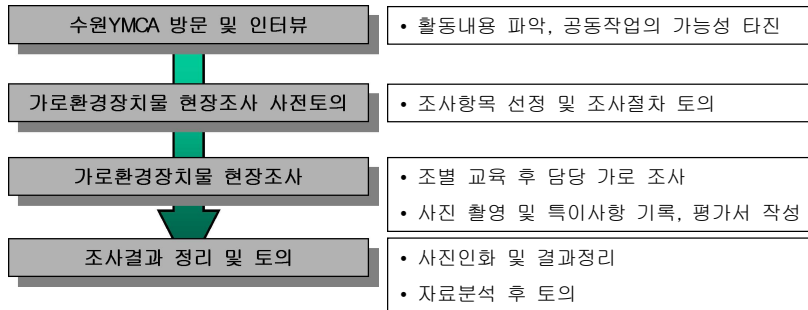 수원YMCA 방문 및 인터뷰
• 활동내용 파악, 공동작업의 가능성 타진
가로환경장치물 현장조사 사전토의
• 조사항목 선정 및 조사절차 토의
가로환경장치물 현장조사
• 조별 교육 후 담당 가로 조사
• 사진 촬영 및 특이사항 기록, 평가서 작성
조사결과 정리 및 토의
• 사진인화 및 결과정리
• 자료분석 후 토의